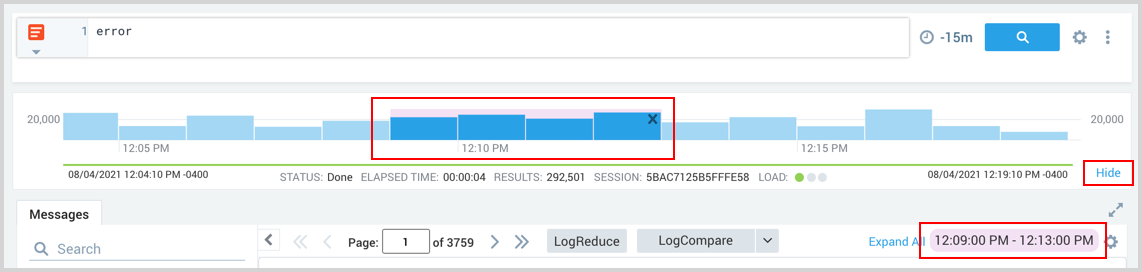 1 error
-15m
20,000
20,000
12:05 PM 12:10 PM 12:15 PM
08/04/2021 12:04:10 PM -0400 STATUS: Done ELAPSED TIME: 00:00:04 RESULTS: 292,501 SESSION: 5BAC7125B5FFFE58 LOAD: 08/04/2021 12:19:10 PM -0400 Hide
Messages
Search
Page: 1 of 3759 LogReduce LogCompare Expand All 12:09:00 PM - 12:13:00 PM